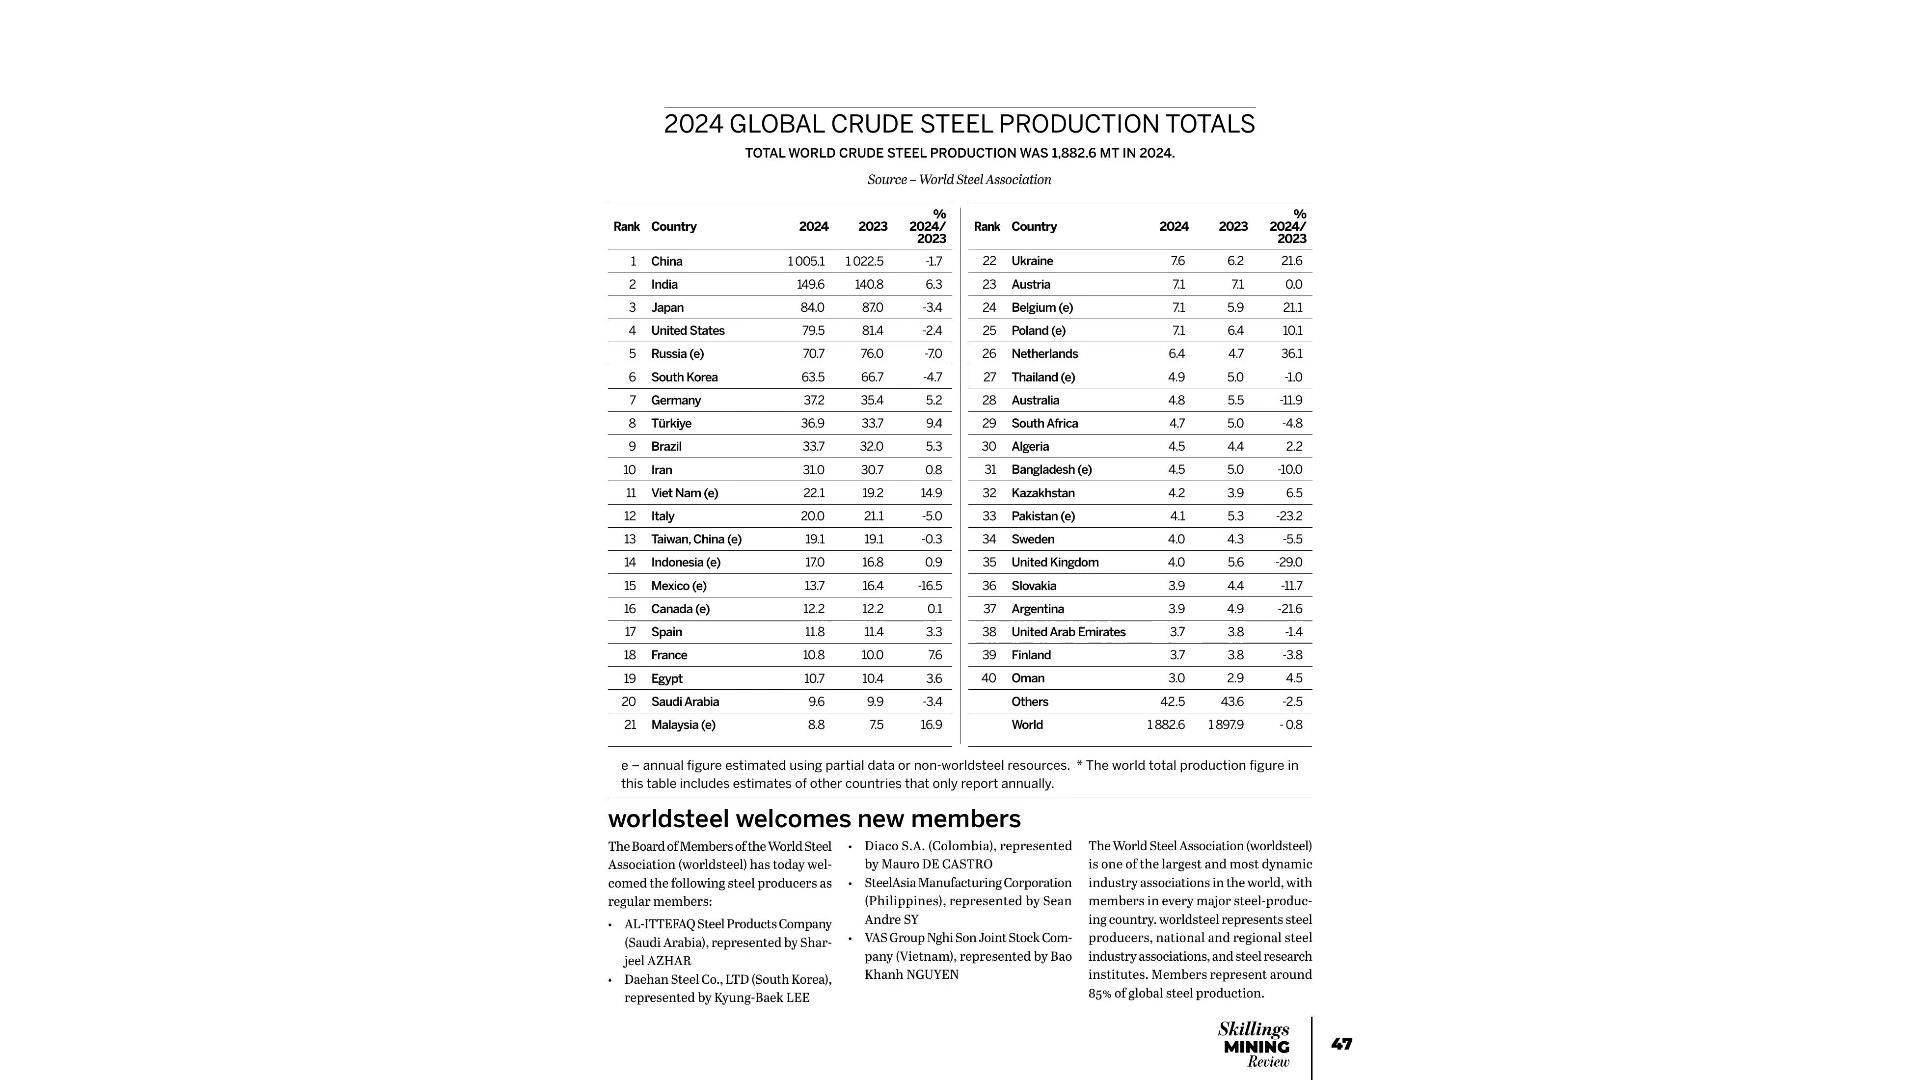 2024 GLOBAL CRUDE STEEL PRODUCTION TOTALS
TOTAL WORLD CRUDE STEEL PRODUCTION WAS 1,882.6 MT IN 2024.
Source – World Steel Association
Rank Country 2024 2023 % 2024/ 2023
1 China 1 005.1 1 022.5 -1.7
2 India 149.6 140.8 6.3
3 Japan 84.0 87.0 -3.4
4 United States 79.5 81.4 -2.4
5 Russia (e) 70.7 76.0 -7.0
6 South Korea 63.5 66.7 -4.7
7 Germany 37.2 35.4 5.2
8 Türkiye 36.9 33.7 9.4
9 Brazil 33.7 32.0 5.3
10 Iran 31.0 30.7 0.8
11 Viet Nam (e) 22.1 19.2 14.9
12 Italy 20.0 21.1 -5.0
13 Taiwan, China (e) 19.1 19.1 -0.3
14 Indonesia (e) 17.0 16.8 0.9
15 Mexico (e) 13.7 16.4 -16.5
16 Canada (e) 12.2 12.2 0.1
17 Spain 11.8 11.4 3.3
18 France 10.8 10.0 7.6
19 Egypt 10.7 10.4 3.6
20 Saudi Arabia 9.6 9.9 -3.4
21 Malaysia (e) 8.8 7.5 16.9
Rank Country 2024 2023 % 2024/ 2023
22 Ukraine 7.6 6.2 21.6
23 Austria 7.1 7.1 0.0
24 Belgium (e) 7.1 5.9 21.1
25 Poland (e) 7.1 6.4 10.1
26 Netherlands 6.4 4.7 36.1
27 Thailand (e) 4.9 5.0 -1.0
28 Australia 4.8 5.5 -11.9
29 South Africa 4.7 5.0 -4.8
30 Algeria 4.5 4.4 2.2
31 Bangladesh (e) 4.5 5.0 -10.0
32 Kazakhstan 4.2 3.9 6.5
33 Pakistan (e) 4.1 5.3 -23.2
34 Sweden 4.0 4.3 -5.5
35 United Kingdom 4.0 5.6 -29.0
36 Slovakia 3.9 4.4 -11.7
37 Argentina 3.9 4.9 -21.6
38 United Arab Emirates 3.7 3.8 -1.4
39 Finland 3.7 3.8 -3.8
40 Oman 3.0 2.9 4.5
Others 42.5 43.6 -2.5
World 1 882.6 1 897.9 - 0.8
e – annual figure estimated using partial data or non-worldsteel resources. * The world total production figure in
this table includes estimates of other countries that only report annually.
worldsteel welcomes new members
The Board of Members of the World Steel
Association (worldsteel) has today wel-
comed the following steel producers as
regular members:
• AL-ITTEFAQ Steel Products Company
(Saudi Arabia), represented by Shar-
jeel AZHAR
• Daehan Steel Co., LTD (South Korea),
represented by Kyung-Baek LEE
• Diaco S.A. (Colombia), represented
by Mauro DE CASTRO
• SteelAsia Manufacturing Corporation
(Philippines), represented by Sean
Andre SY
• VAS Group Nghi Son Joint Stock Com-
pany (Vietnam), represented by Bao
Khanh NGUYEN
The World Steel Association (worldsteel)
is one of the largest and most dynamic
industry associations in the world, with
members in every major steel-produc-
ing country. worldsteel represents steel
producers, national and regional steel
industry associations, and steel research
institutes. Members represent around
85% of global steel production.
Skillings
MINING
Review
47